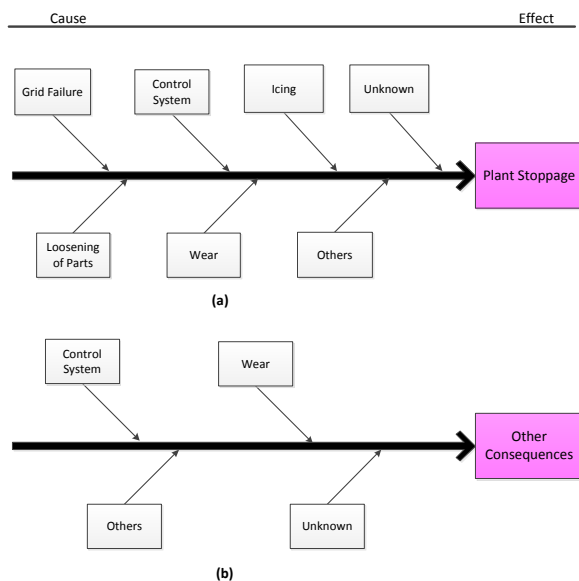 Cause
Effect
Grid Failure
Control
System
Icing
Unknown
Plant Stoppage
Loosening
of Parts
Wear
Others
(a)
Control
System
Wear
Other
Consequences
Others
Unknown
(b)